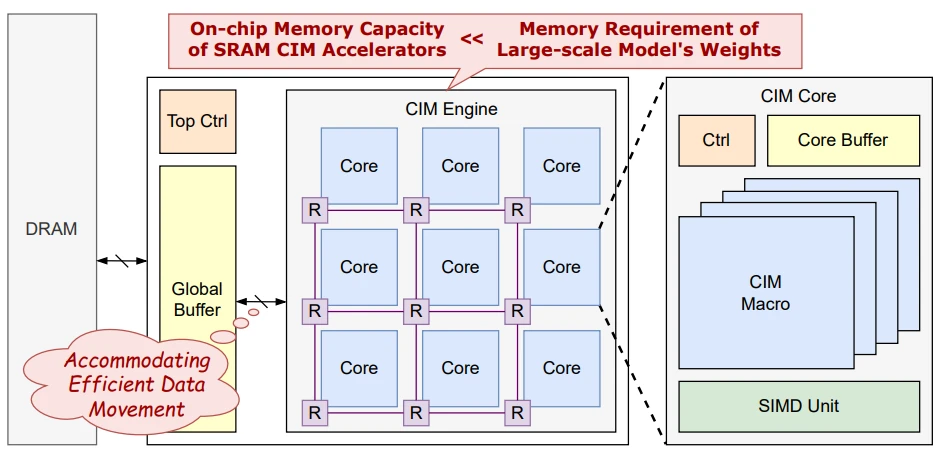 On-chip Memory Capacity
of SRAM CIM Accelerators
<<
Memory Requirement of
Large-scale Model's Weights
DRAM
Top Ctrl
Global
Buffer
Accommodating
Efficient Data
Movement
CIM Engine
Core
Core
Core
R
R
R
Core
Core
Core
R
R
R
Core
Core
Core
R
R
R
CIM Core
Ctrl
Core Buffer
CIM
Macro
SIMD Unit